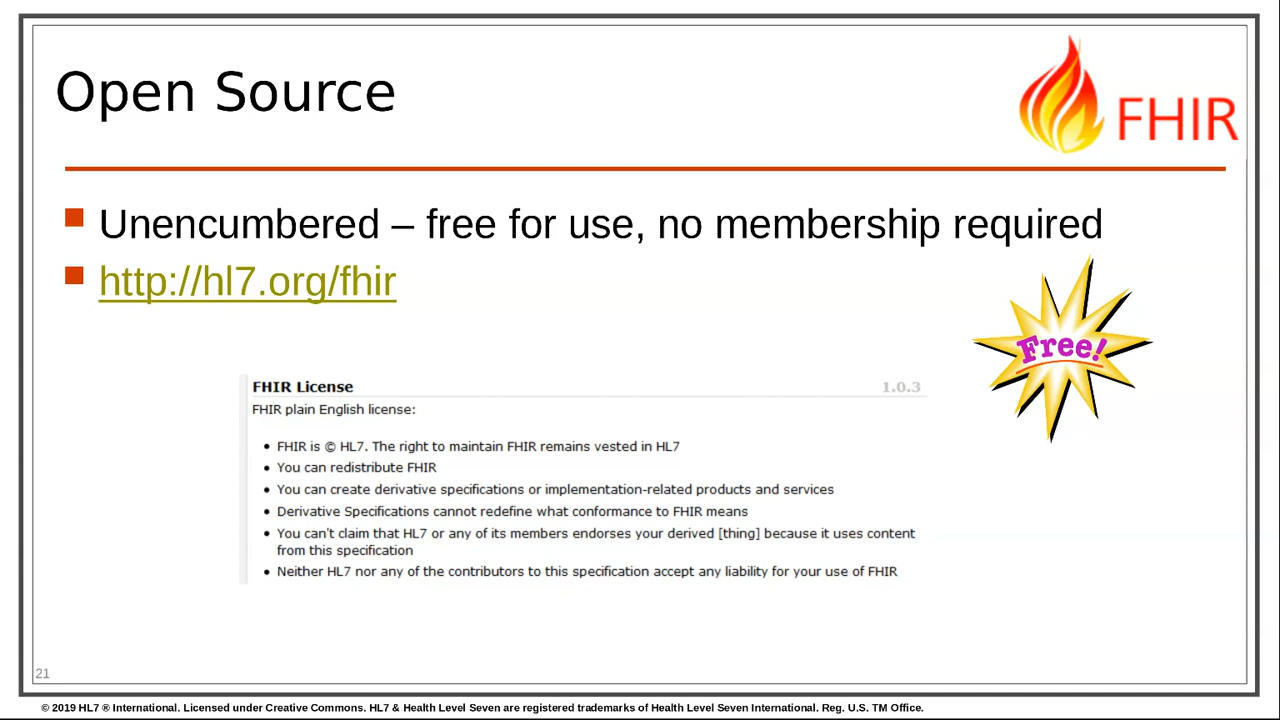 Open Source
FHIR
Unencumbered – free for use, no membership required
http://hl7.org/fhir
Free!
FHIR License 1.0.3
FHIR plain English license:
FHIR is © HL7. The right to maintain FHIR remains vested in HL7
You can redistribute FHIR
You can create derivative specifications or implementation-related products and services
Derivative Specifications cannot redefine what conformance to FHIR means
You can't claim that HL7 or any of its members endorses your derived [thing] because it uses content
from this specification
Neither HL7 nor any of the contributors to this specification accept any liability for your use of FHIR
21
© 2019 HL7 ® International. Licensed under Creative Commons. HL7 & Health Level Seven are registered trademarks of Health Level Seven International. Reg. U.S. TM Office.